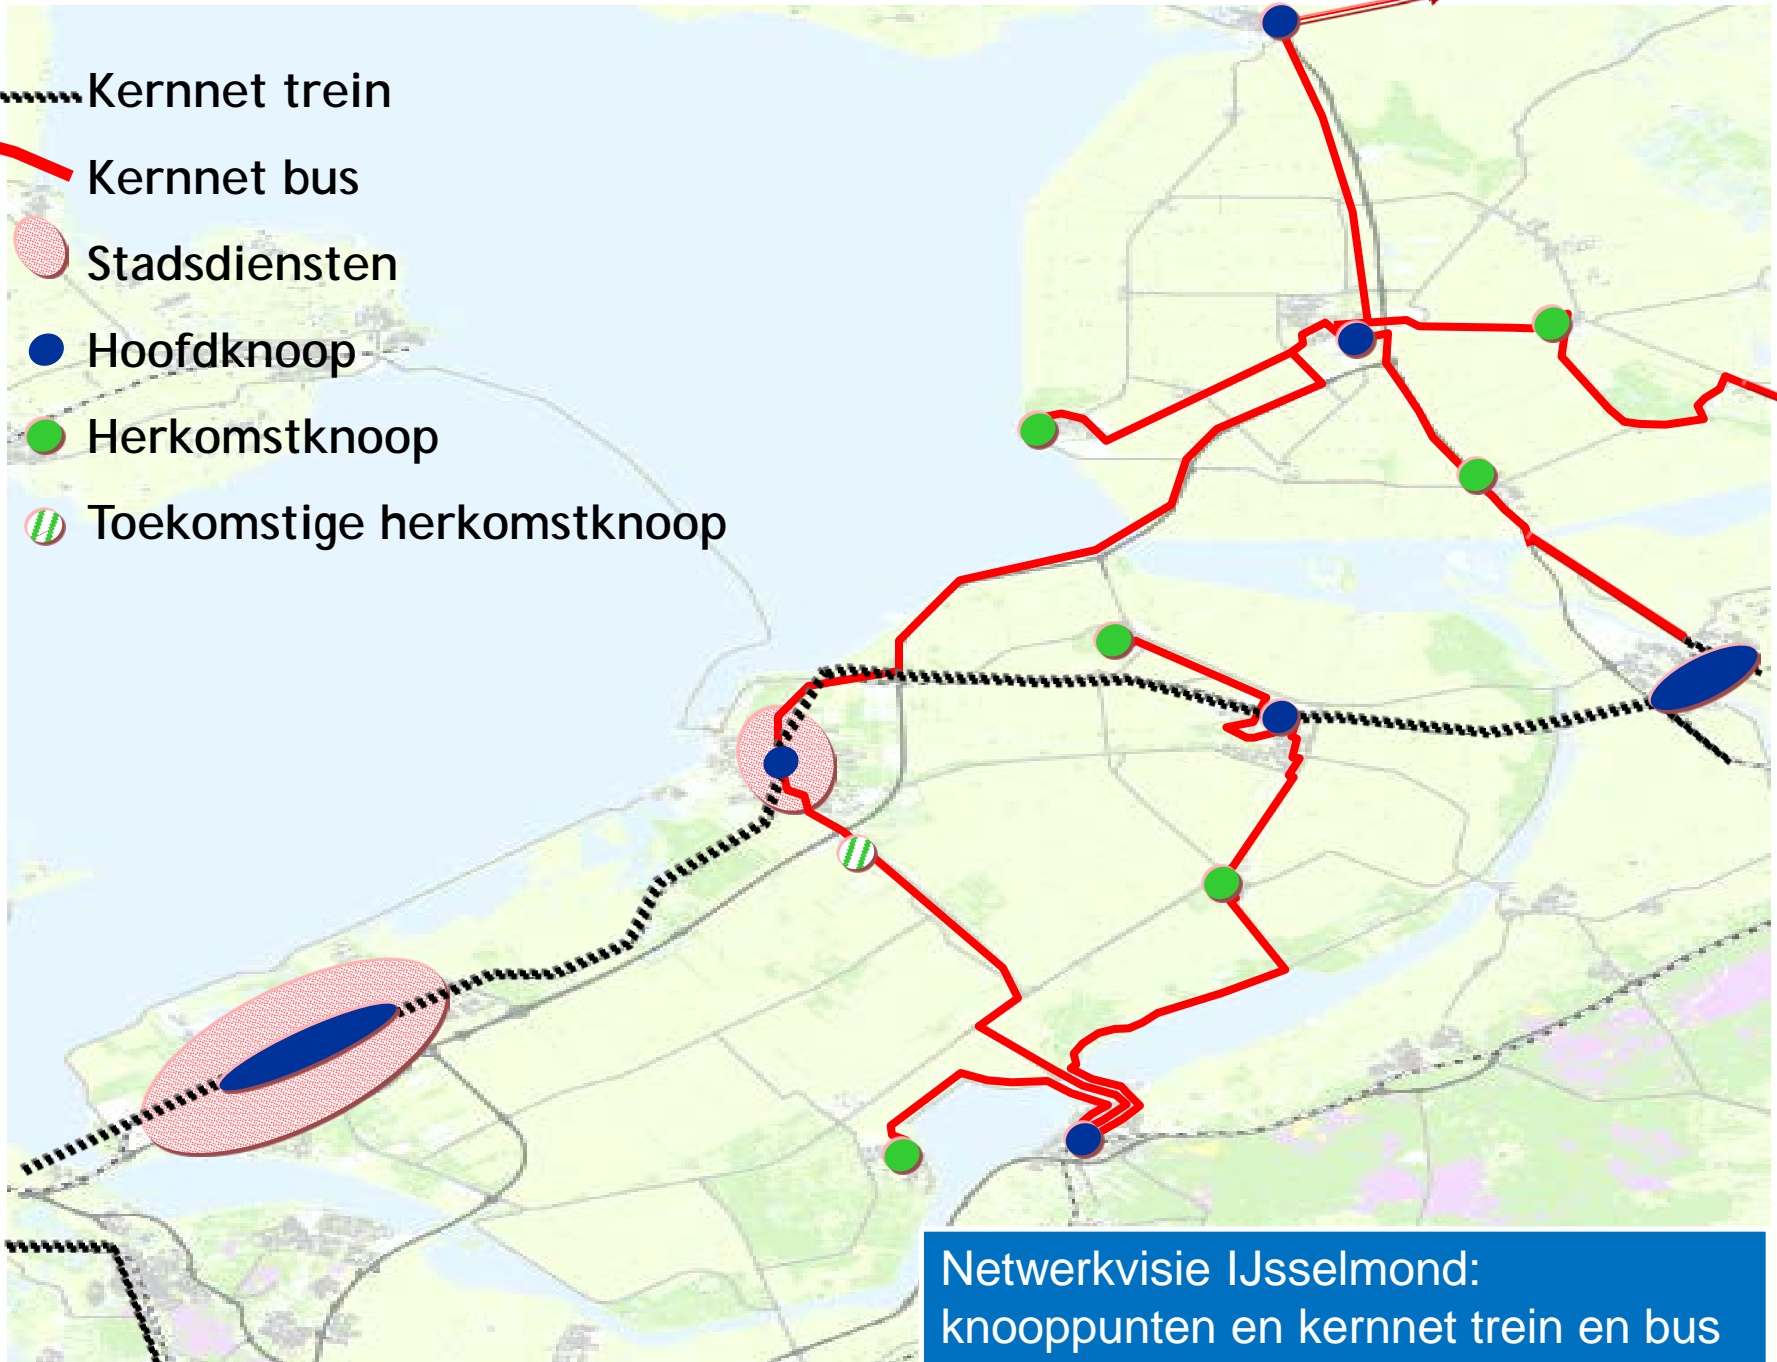 Kernnet trein
Kernnet bus
Stadsdiensten
Hoofdknoop
Herkomstknoop
Toekomstige herkomstknoop
Netwerkvisie IJsselmond:
knooppunten en kernnet trein en bus